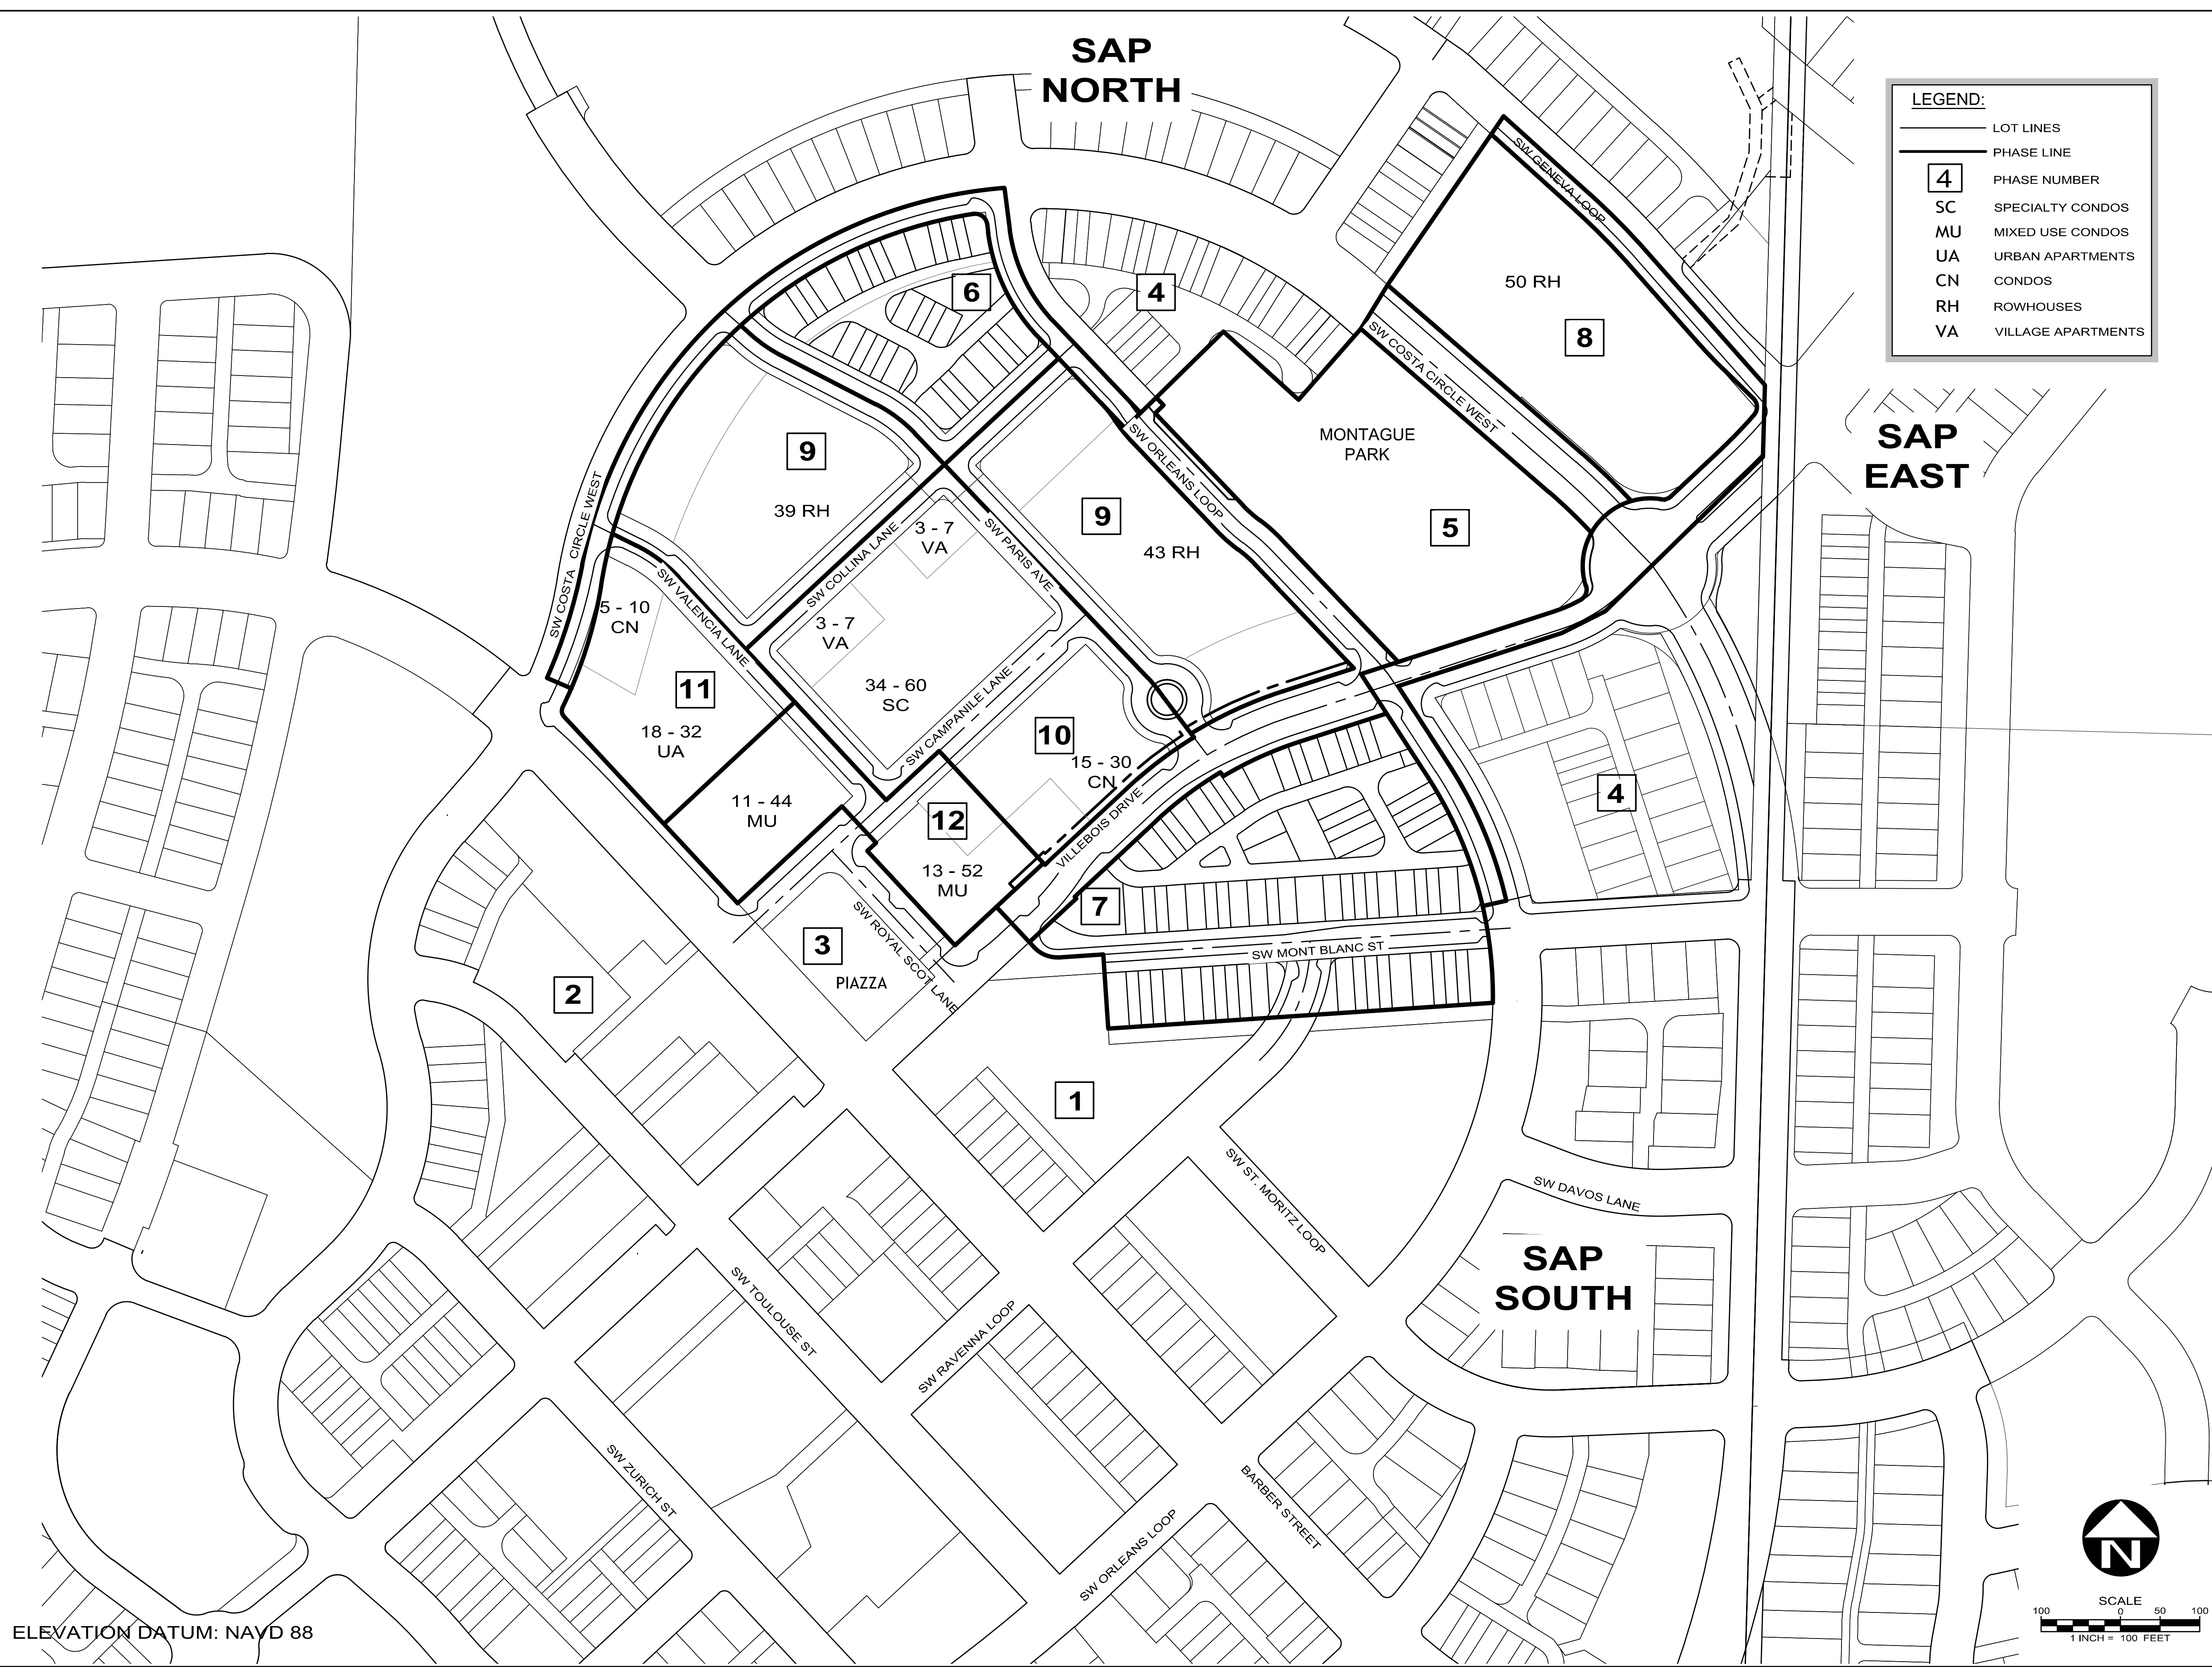 SAP
NORTH
LEGEND:
LOT LINES
PHASE LINE
4 PHASE NUMBER
SC SPECIALTY CONDOS
MU MIXED USE CONDOS
UA URBAN APARTMENTS
CN CONDOS
RH ROWHOUSES
VA VILLAGE APARTMENTS
SW GENEVA LOOP
50 RH
8
6
4
SW COSTA CIRCLE WEST
MONTAGUE
PARK
5
SAP
EAST
9
39 RH
SW COSTA CIRCLE WEST
SW ORLEANS LOOP
9
43 RH
SW PARIS AVE
SW COLLINA LANE
3 - 7
VA
3 - 7
VA
34 - 60
SC
SW VALENCIA LANE
5 - 10
CN
11
18 - 32
UA
11 - 44
MU
SW CAMPANILE LANE
10
15 - 30
CN
12
13 - 52
MU
VILLEBOIS DRIVE
4
7
SW MONT BLANC ST
3
PIAZZA
SW ROYAL SCOT LANE
2
1
SW ST. MORITZ LOOP
SW DAVOS LANE
SAP
SOUTH
SW TOULOUSE ST
SW RAVENNA LOOP
SW ZURICH ST
SW ORLEANS LOOP
BARBER STREET
N
SCALE
100 0 50 100
1 INCH = 100 FEET
ELEVATION DATUM: NAVD 88